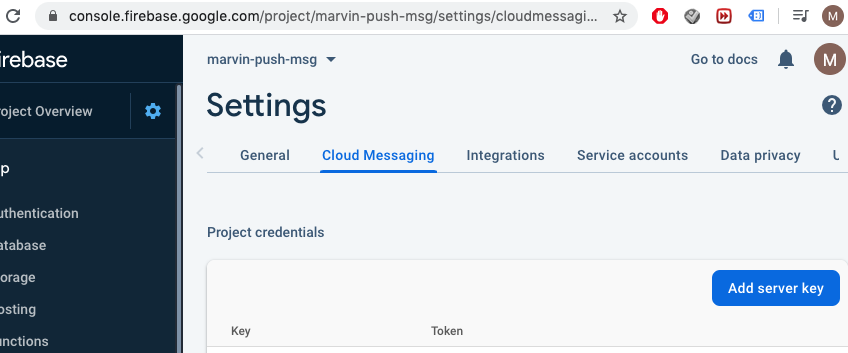 console.firebase.google.com/project/marvin-push-msg/settings/cloudmessagi...
M
irebase
marvin-push-msg
Go to docs
M
roject Overview
Settings
General
Cloud Messaging
Integrations
Service accounts
Data privacy
U
p
uthentication
atabase
Project credentials
orage
osting
Add server key
unctions
Key
Token